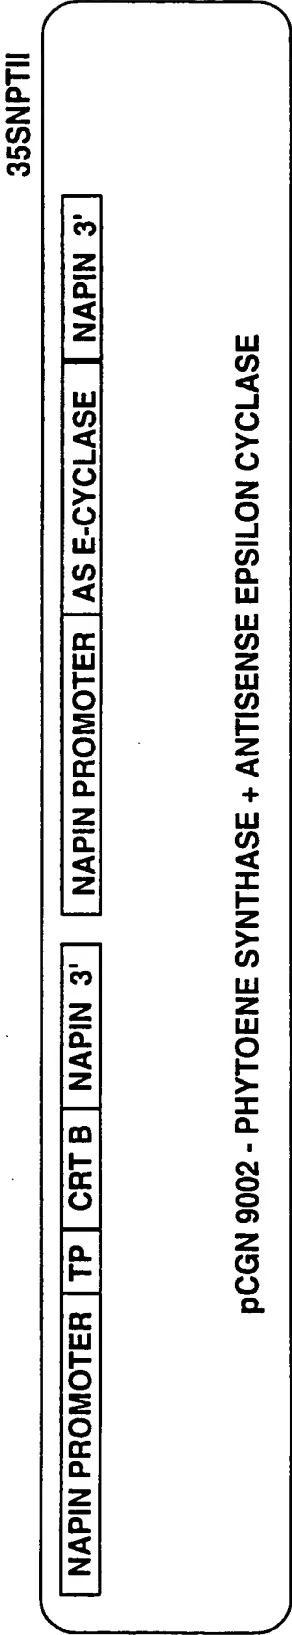 35SNPTII
NAPIN PROMOTER TP CRT B NAPIN 3' NAPIN PROMOTER AS E-CYCLASE NAPIN 3'
pCGN 9002 - PHYTOENE SYNTHASE + ANTISENSE EPSILON CYCLASE